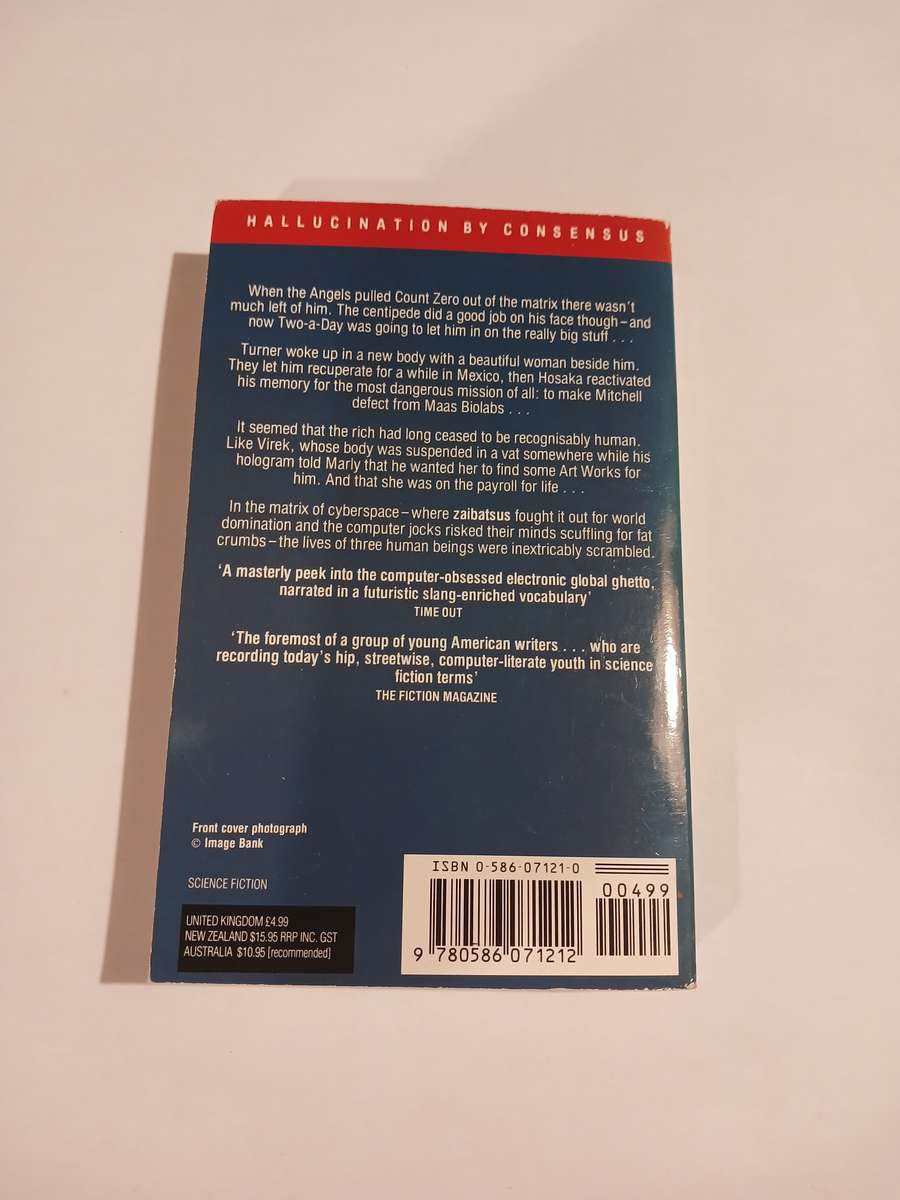 HALLUCINATION BY CONSENSUS
When the Angels pulled Count Zero out of the matrix there wasn't
much left of him. The centipede did a good job on his face though–and
now Two-a-Day was going to let him in on the really big stuff . . .
Turner woke up in a new body with a beautiful woman beside him.
They let him recuperate for a while in Mexico, then Hosaka reactivated
his memory for the most dangerous mission of all: to make Mitchell
defect from Maas Biolabs . . .
It seemed that the rich had long ceased to be recognisably human.
Like Virek, whose body was suspended in a vat somewhere while his
hologram told Marly that he wanted her to find some Art Works for
him. And that she was on the payroll for life . . .
In the matrix of cyberspace–where zaibatsus fought it out for world
domination and the computer jocks risked their minds scuffling for fat
crumbs–the lives of three human beings were inextricably scrambled.
'A masterly peek into the computer-obsessed electronic global ghetto,
narrated in a futuristic slang-enriched vocabulary'
TIME OUT
'The foremost of a group of young American writers . . . who are
recording today's hip, streetwise, computer-literate youth in science
fiction terms'
THE FICTION MAGAZINE
Front cover photograph
© Image Bank
SCIENCE FICTION
UNITED KINGDOM £4.99
NEW ZEALAND $15.95 RRP INC. GST
AUSTRALIA $10.95 [recommended]
ISBN 0-586-07121-0
00499
9 780586 071212